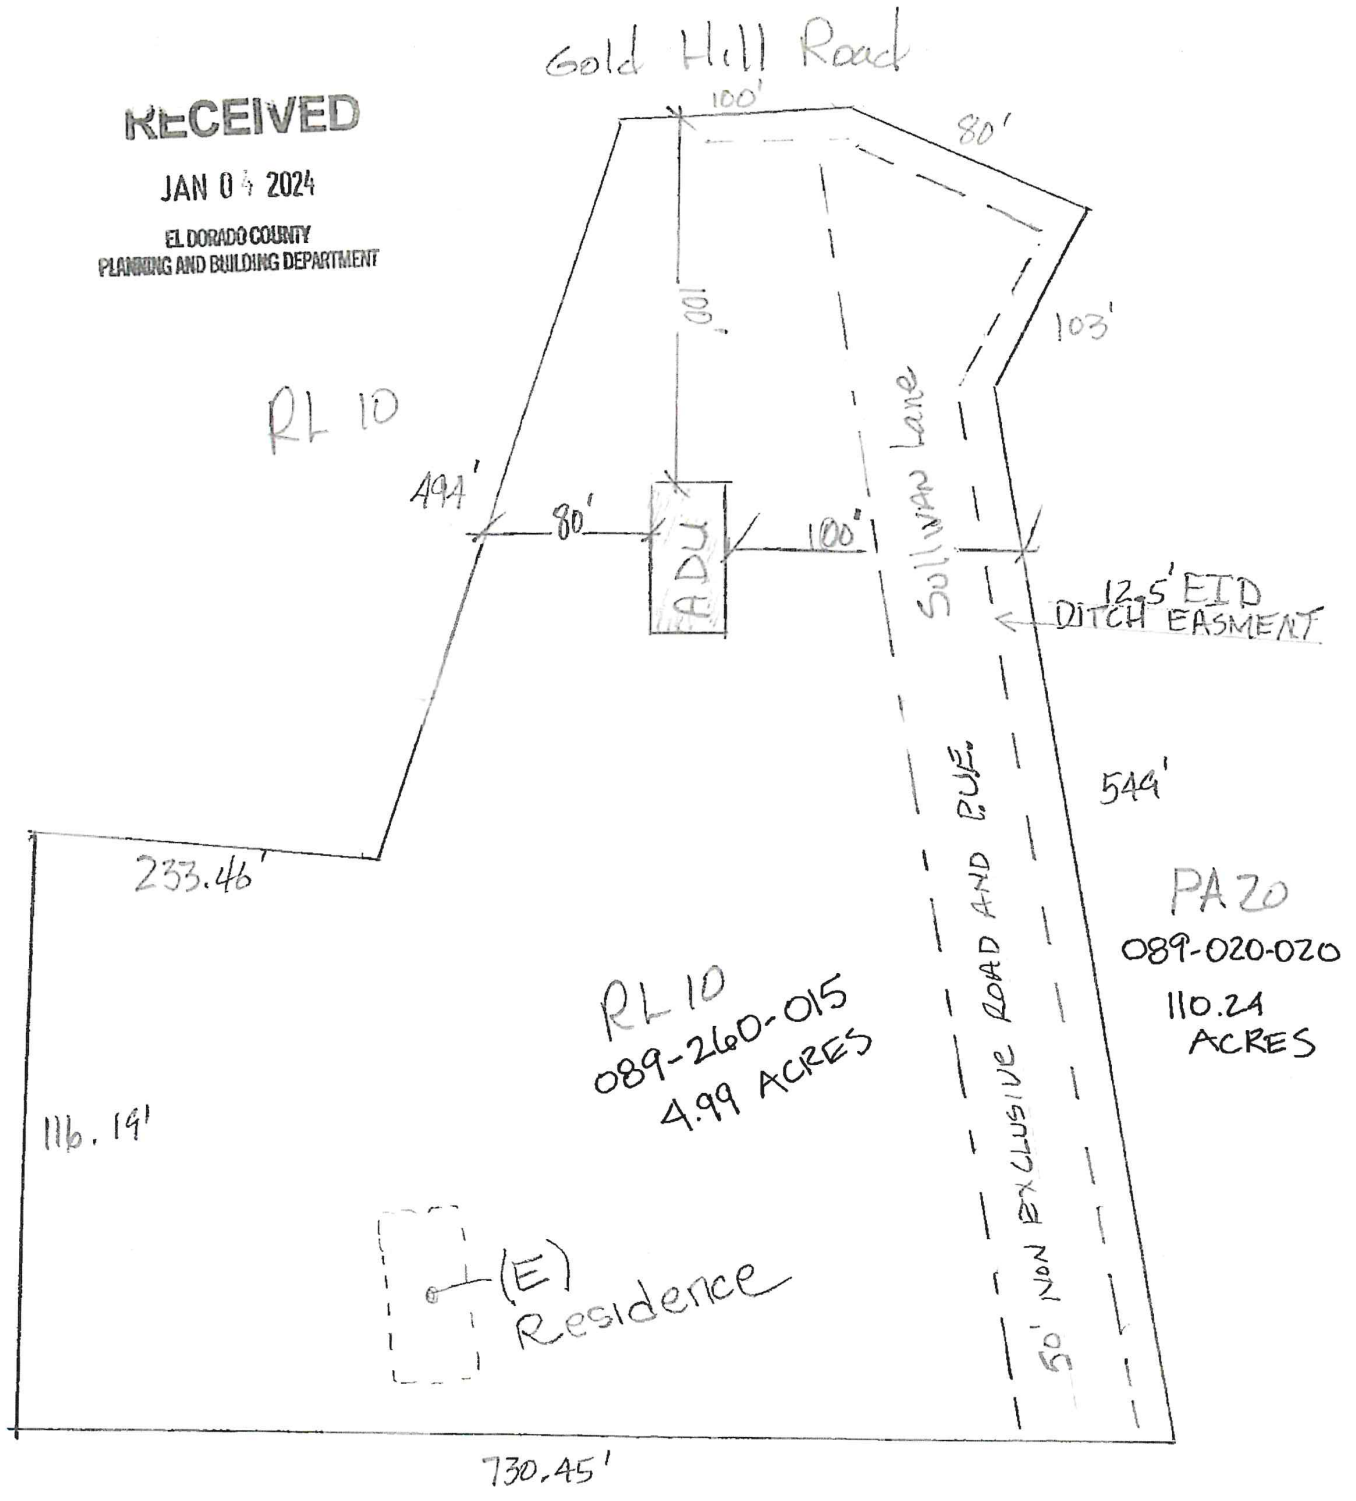 Gold Hill Road
RECEIVED
JAN 04 2024
EL DORADO COUNTY
PLANNING AND BUILDING DEPARTMENT
100'
80'
103'
100'
RL 10
494'
80'
ADU
100'
Sullivan Lane
12.5' EID
DITCH EASMENT
549'
233.46'
PA 20
089-020-020
110.24
ACRES
RL 10
089-260-015
4.99 ACRES
50' NON EXCLUSIVE ROAD AND P.U.E.
116.19'
(E)
Residence
730.45'